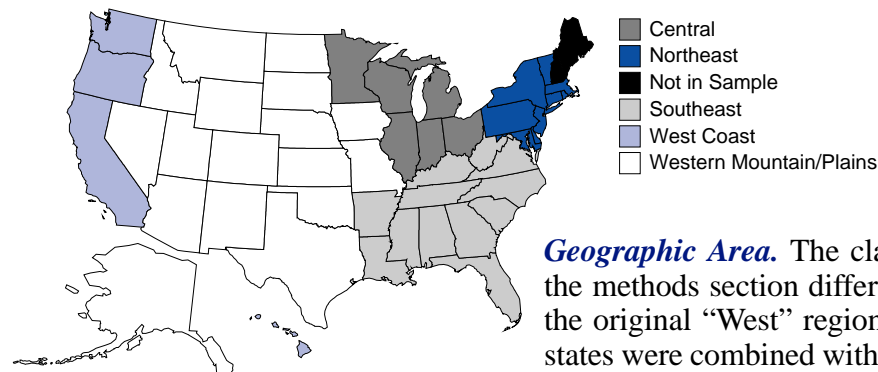 Central
Northeast
Not in Sample
Southeast
West Coast
Western Mountain/Plains
Geographic Area. The cla
the methods section differ
the original “West” region
states were combined with